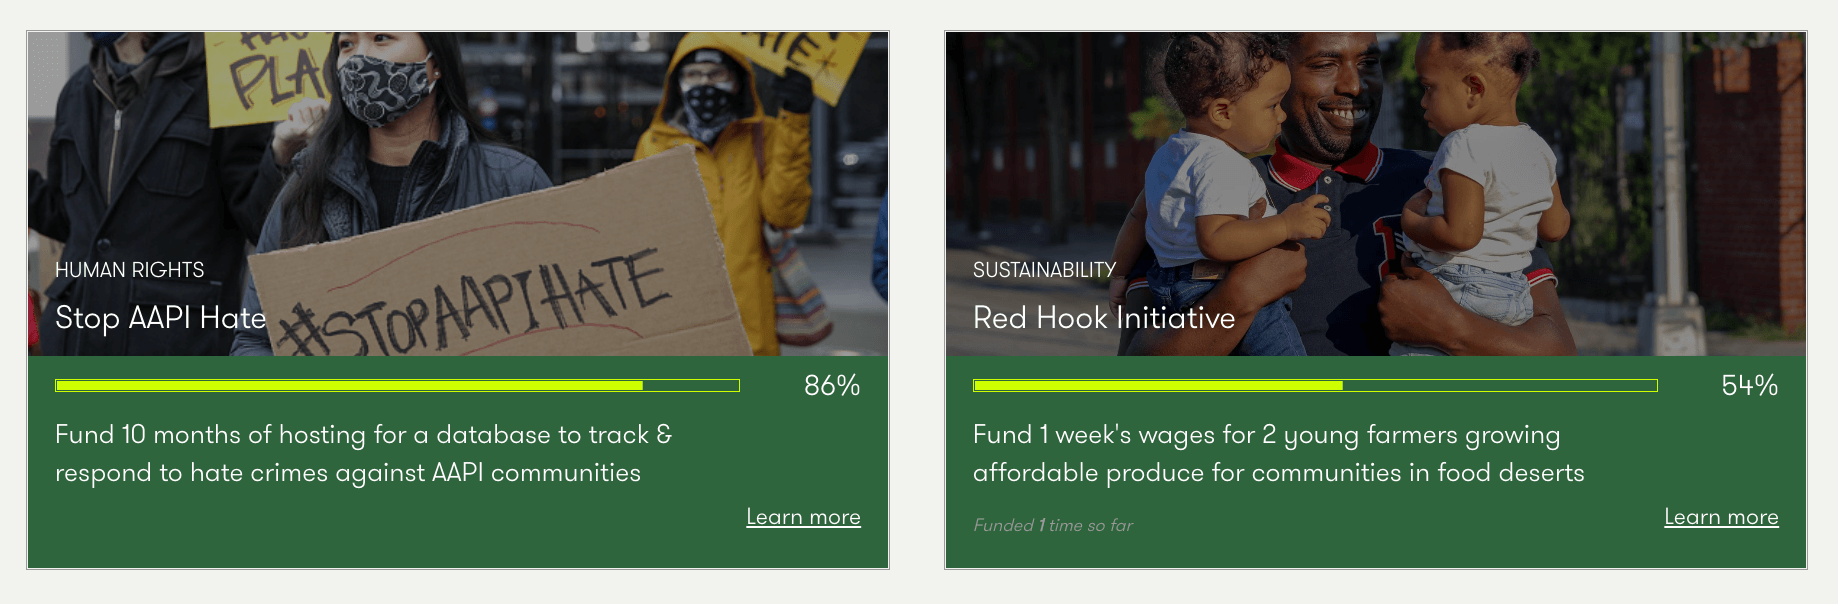 PLA
ATE
#STOPAAPIHATE
HUMAN RIGHTS
Stop AAPI Hate
86%
Fund 10 months of hosting for a database to track &
respond to hate crimes against AAPI communities
Learn more
SUSTAINABILITY
Red Hook Initiative
54%
Fund 1 week's wages for 2 young farmers growing
affordable produce for communities in food deserts
Funded 1 time so far
Learn more